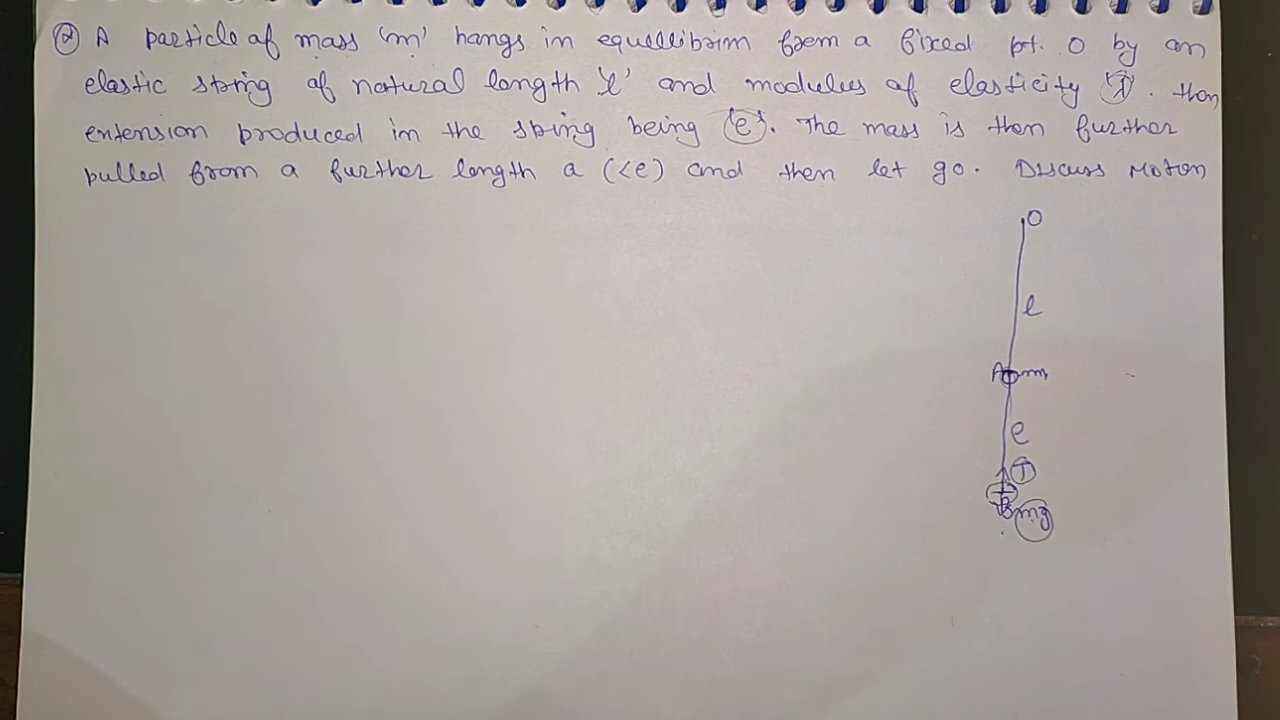 ② A particle of mass 'm' hangs in equellibrim from a fixed pt. O by an
elastic string of natural length 'l' and modulus of elasticity 'λ'. then
extension produced in the string being 'e'. The mass is then further
pulled from a further length a (<e) and then let go. Discuss Moton
O
l
A m
e
T
B mg